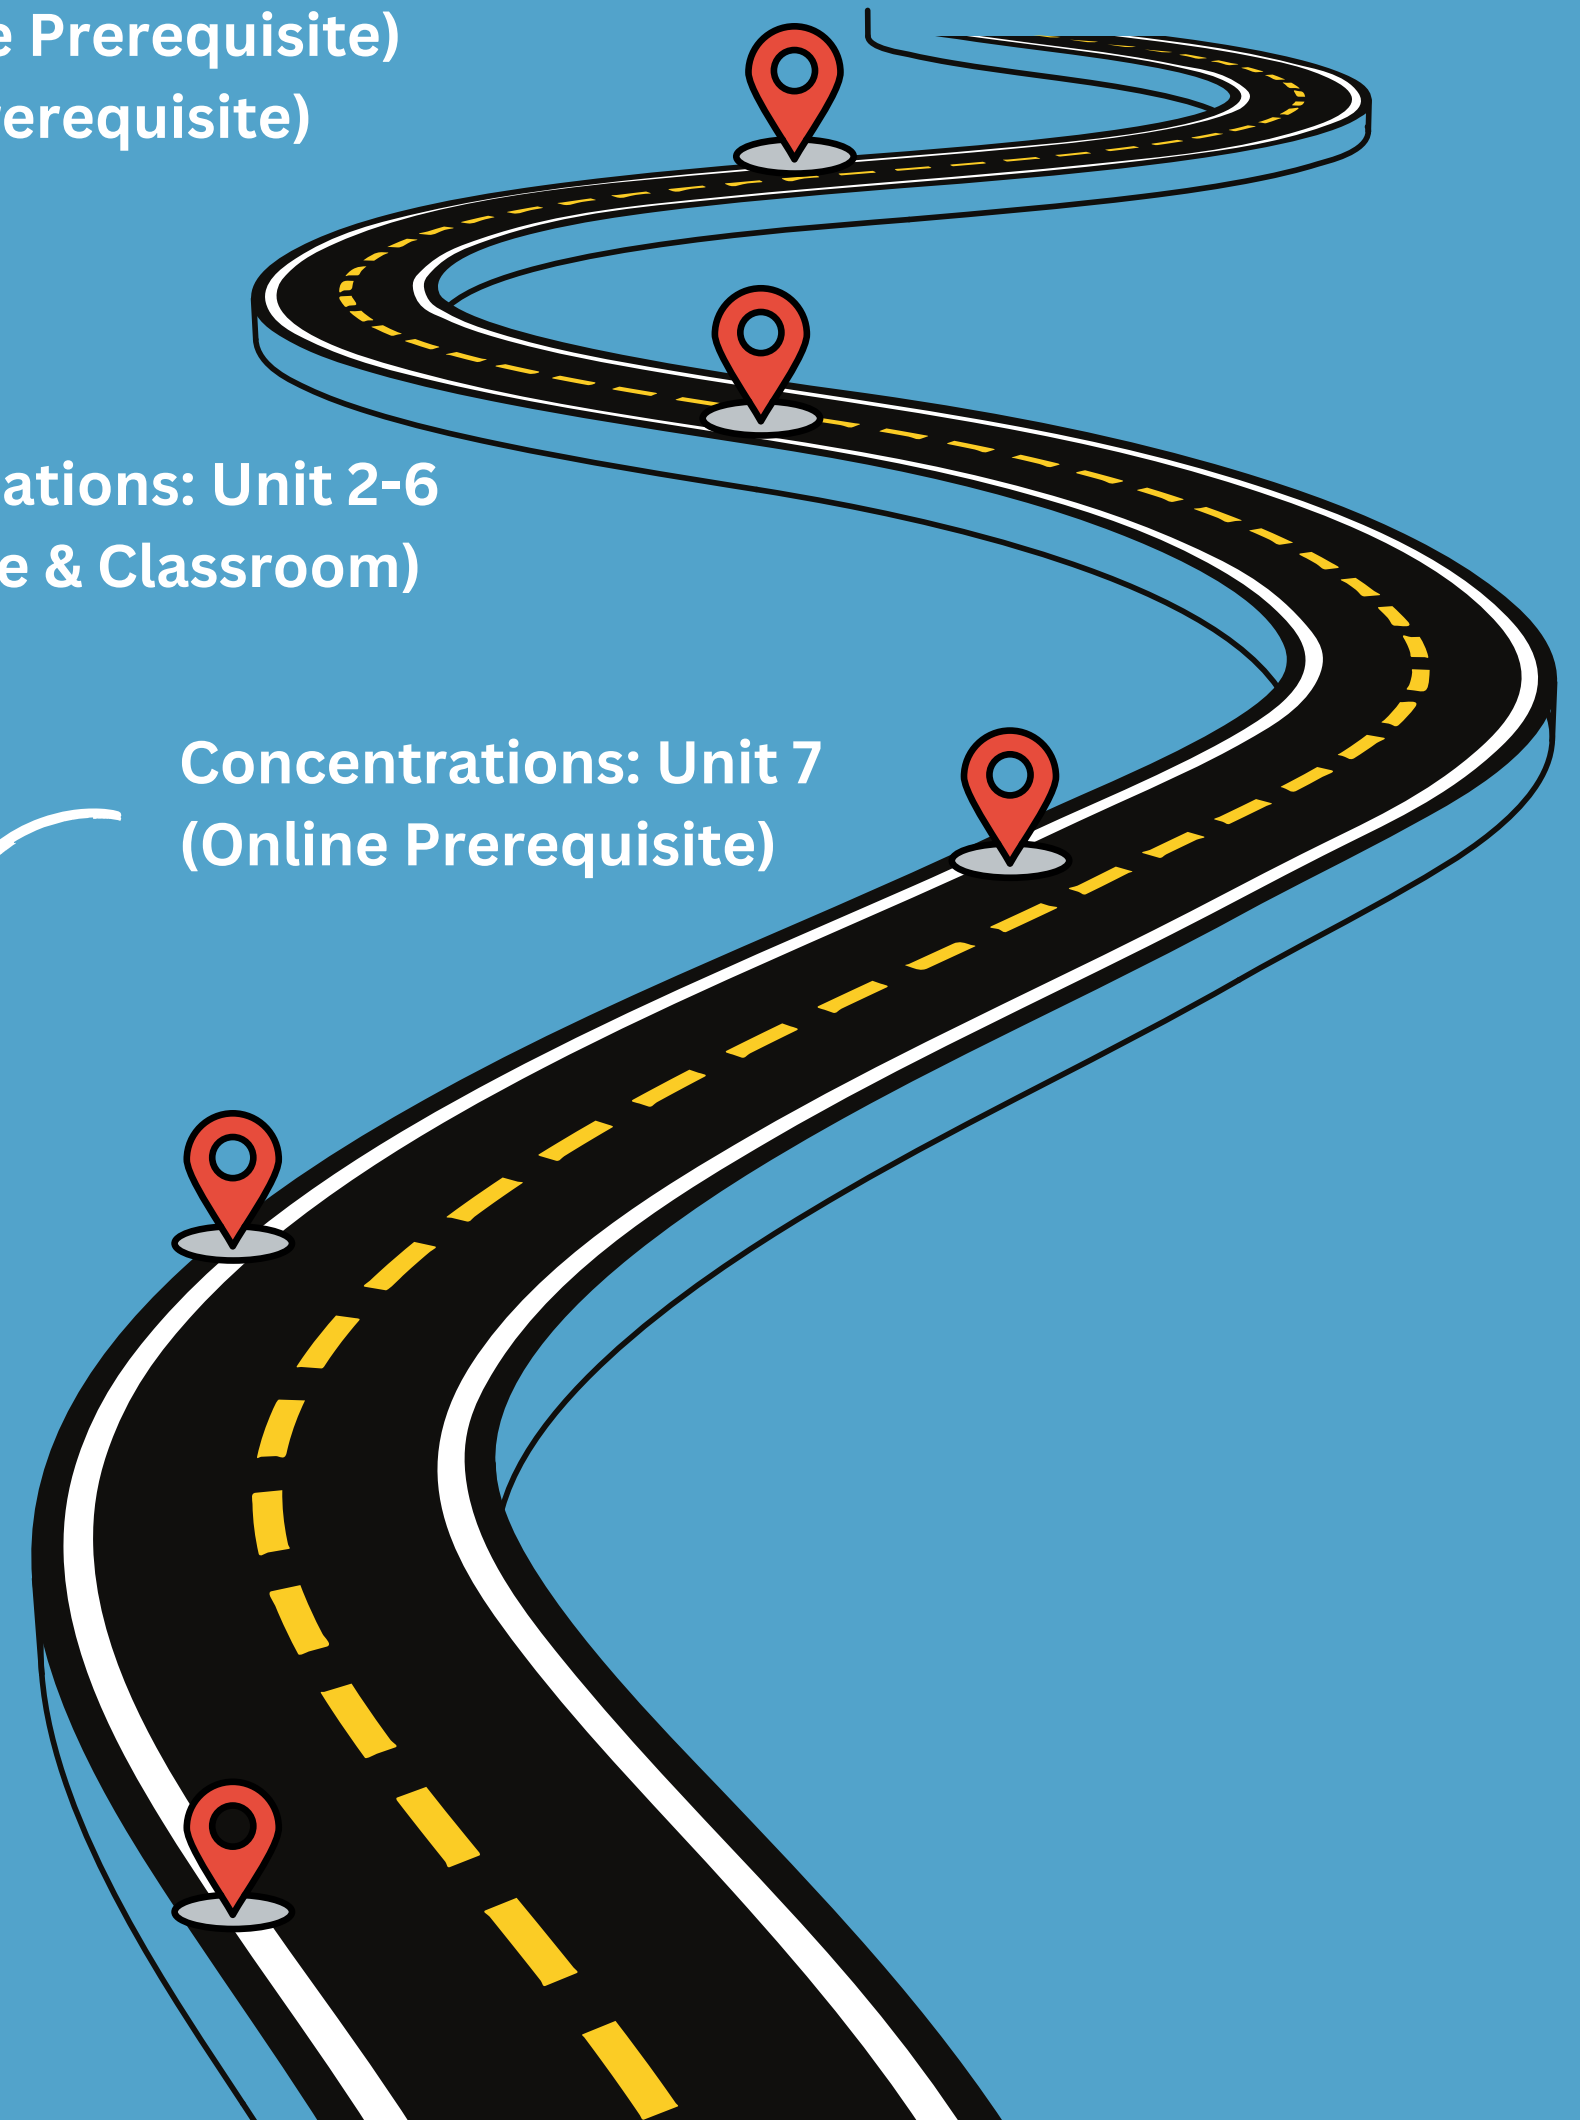 e Prerequisite)
erequisite)
ations: Unit 2-6
e & Classroom)
Concentrations: Unit 7
(Online Prerequisite)